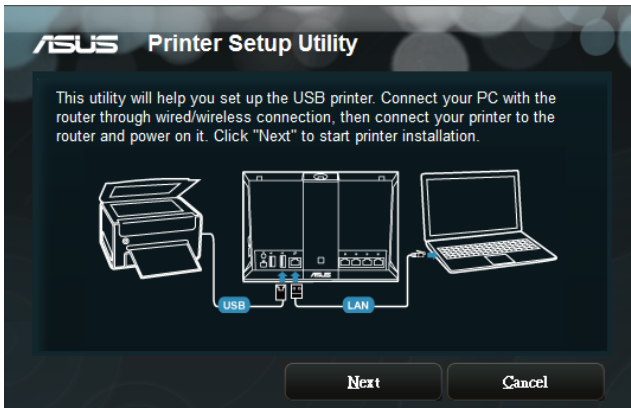 ASUS Printer Setup Utility
This utility will help you set up the USB printer. Connect your PC with the
router through wired/wireless connection, then connect your printer to the
router and power on it. Click "Next" to start printer installation.
ASUS
USB LAN
Next Cancel